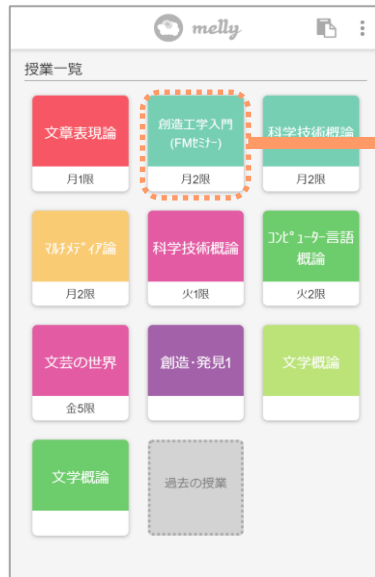 melly
授業一覧
文章表現論
月1限
創造工学入門
(FMｾﾐﾅｰ)
月2限
科学技術概論
月2限
ﾏﾙﾁﾒﾃﾞｨｱ論
月2限
科学技術概論
火1限
ｺﾝﾋﾟｭｰﾀｰ言語
概論
火2限
文芸の世界
金5限
創造･発見1
文学概論
文学概論
過去の授業